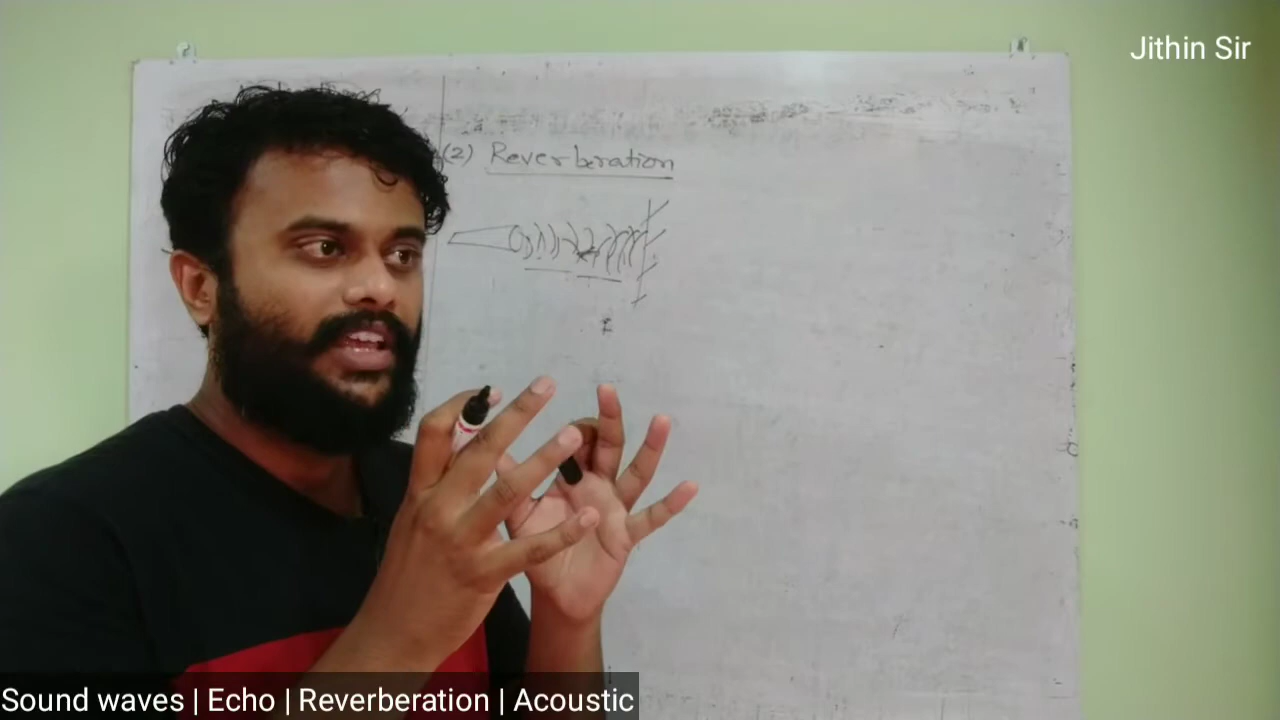 Jithin Sir
(2) Reverberation
Sound waves | Echo | Reverberation | Acoustic